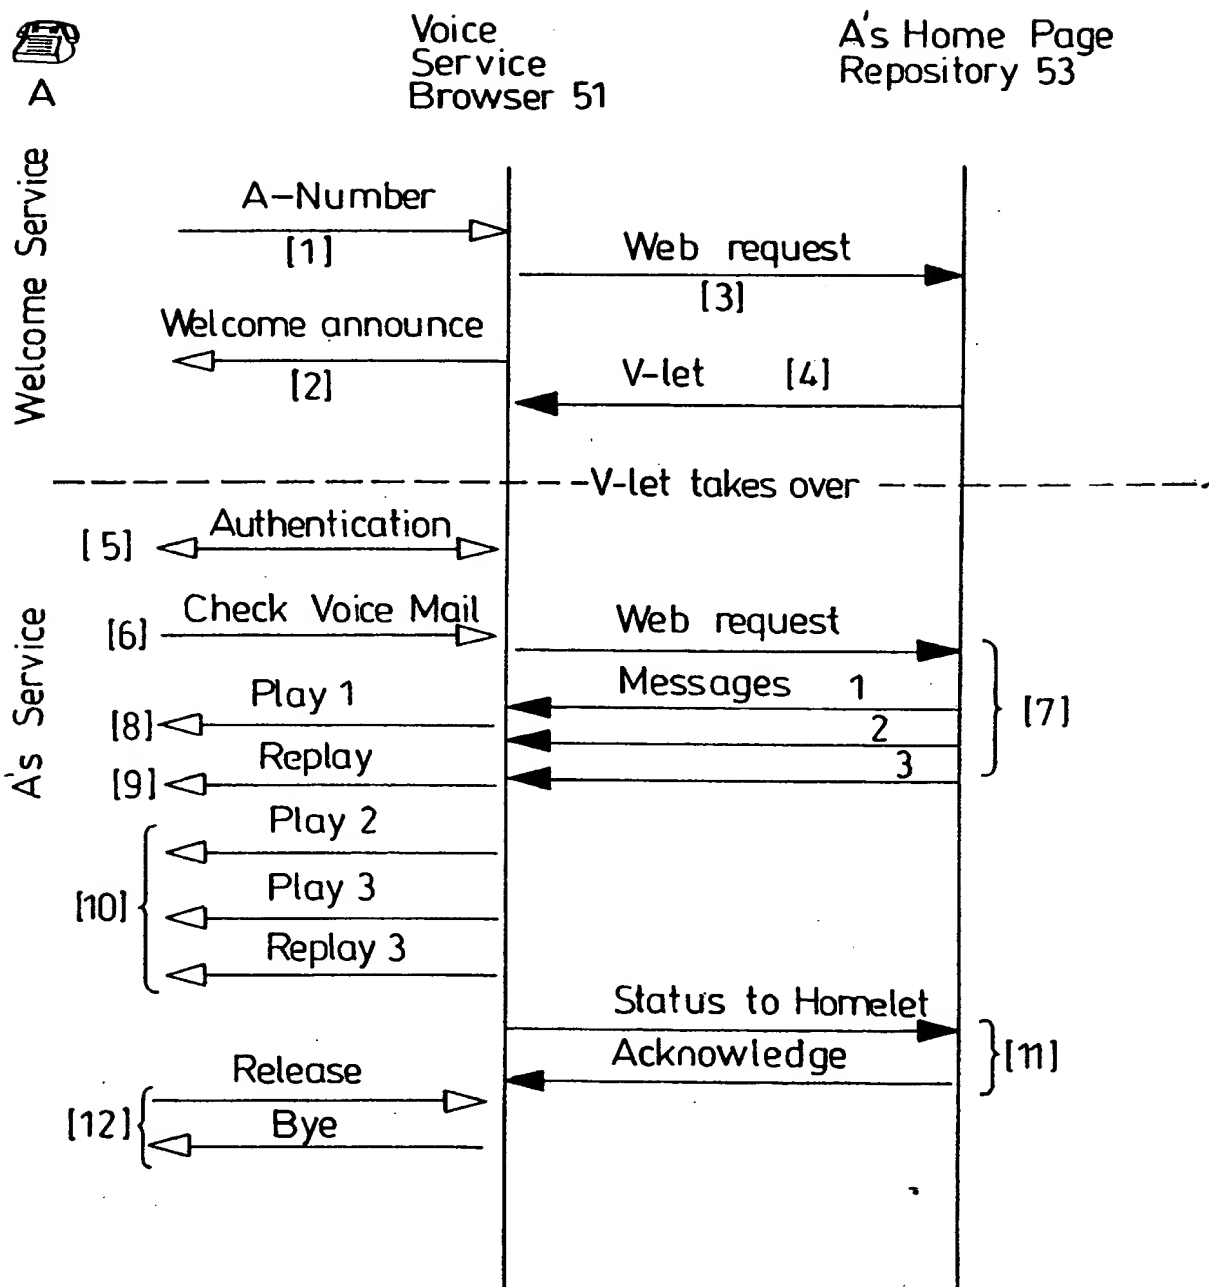 Voice
Service
Browser 51
A's Home Page
Repository 53
A
Welcome Service
A-Number
[1]
Web request
[3]
Welcome announce
[2]
V-let [4]
V-let takes over
A's Service
[5] Authentication
[6] Check Voice Mail
Web request
Messages 1
2
3
[7]
[8] Play 1
[9] Replay
Play 2
[10] Play 3
Replay 3
Status to Homelet
Acknowledge
[11]
Release
[12] Bye